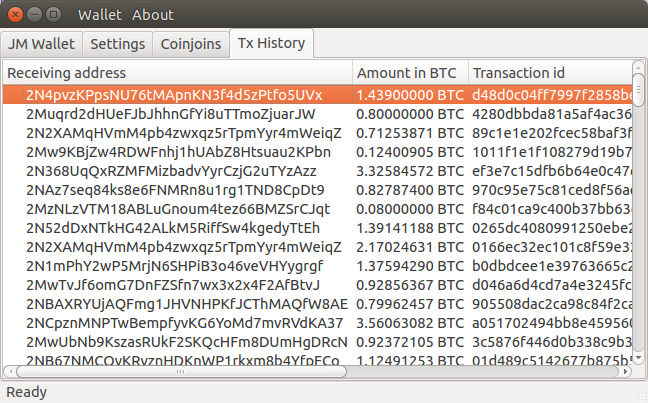 Wallet About
JM Wallet Settings Coinjoins Tx History
Receiving address Amount in BTC Transaction id
2N4pvzKPpsNU76tMApnKN3f4d5zPtfo5UVx 1.43900000 BTC d48d0c04ff7997f2858be
2Muqrd2dHUeFJbJhhnGfYi8uTTmoZjuarJW 0.80000000 BTC 4280dbbda81a5af4ac36
2N2XAMqHVmM4pb4zwxqz5rTpmYyr4mWeiqZ 0.71253871 BTC 89c1e1e202fcec58baf3f
2Mw9KBjZw4RDWFnhj1hUAbZ8Htsuau2KPbn 0.12400905 BTC 1011f1e1f108279d19b7
2N368UqQxRZMFMizbadvYyrCzjG2uTYzAzz 3.32584572 BTC ef3e7c15dfb6b64e0c47
2NAz7seq84ks8e6FNMRn8u1rg1TND8CpDt9 0.82787400 BTC 970c95e75c81ced8f56a
2MzNLzVTM18ABLuGnoum4tez66BMZSrCJqt 0.08000000 BTC f84c01ca9c400b37bb63
2N52dDxNTkHG42ALkM5RiffSw4kgedyTtEh 1.39141188 BTC 0265dc4080991250ebe2
2N2XAMqHVmM4pb4zwxqz5rTpmYyr4mWeiqZ 2.17024631 BTC 0166ec32ec101c8f59e3
2N1mPhY2wP5MrjN6SHPiB3o46veVHYygrgf 1.37594290 BTC b0dbdcee1e39763665c2
2MwTvJf6omG7DnFZSfn7wx3x2x4F2AfBtvJ 0.92856367 BTC d046a6d4cd7a4e3245fc
2NBAXRYUjAQFmg1JHVNHPKfJCThMAQfW8AE 0.79962457 BTC 905508dac2ca98c84f2ca
2NCpznMNPTwBempfyvKG6YoMd7mvRVdKA37 3.56063082 BTC a051702494bb8e459560
2MwUbNb9KszasRUkF2SKQcHFm8DUmHgDRcN 0.92372105 BTC 3c5876f446d0b338c9b3
2NB67NMCQvKRvznHDKnWP1rkxm8b4YfpFCo 1.12491253 BTC 01d489c5142677b875b5
Ready